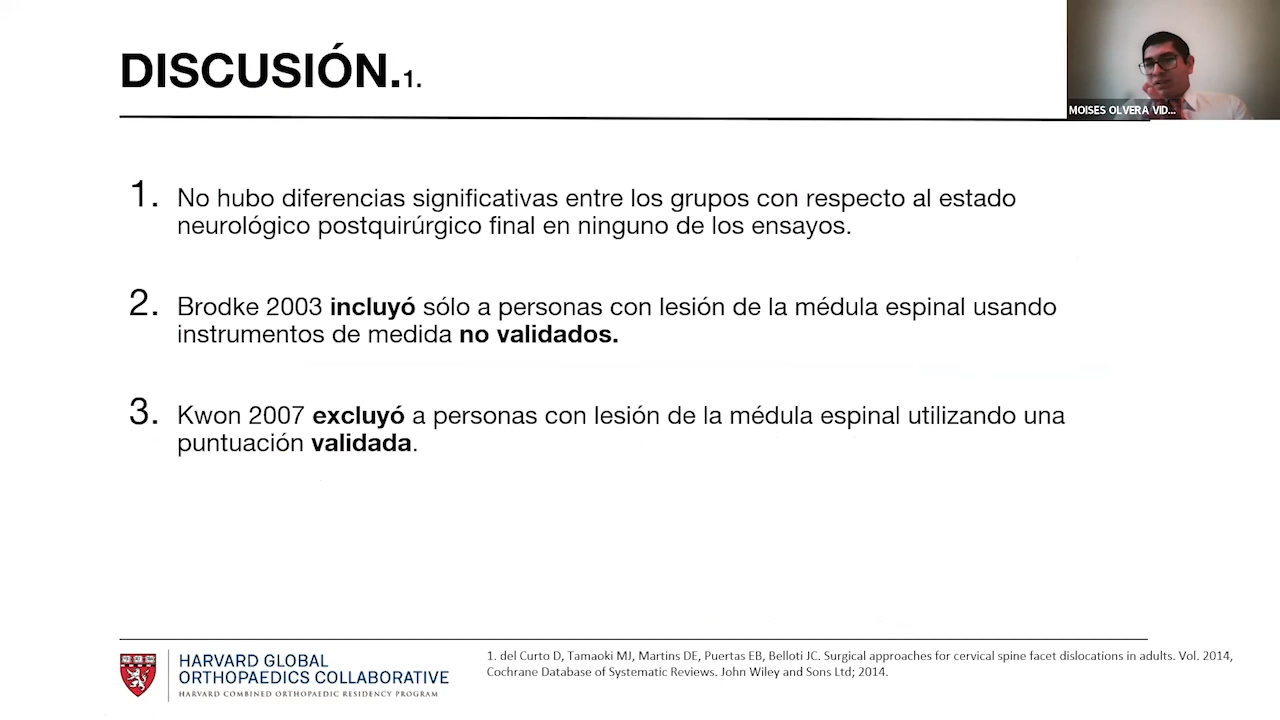 DISCUSIÓN.1.
MOISES OLVERA VID...
1. No hubo diferencias significativas entre los grupos con respecto al estado
neurológico postquirúrgico final en ninguno de los ensayos.
2. Brodke 2003 incluyó sólo a personas con lesión de la médula espinal usando
instrumentos de medida no validados.
3. Kwon 2007 excluyó a personas con lesión de la médula espinal utilizando una
puntuación validada.
HARVARD GLOBAL
ORTHOPAEDICS COLLABORATIVE
HARVARD COMBINED ORTHOPAEDIC RESIDENCY PROGRAM
1. del Curto D, Tamaoki MJ, Martins DE, Puertas EB, Belloti JC. Surgical approaches for cervical spine facet dislocations in adults. Vol. 2014,
Cochrane Database of Systematic Reviews. John Wiley and Sons Ltd; 2014.